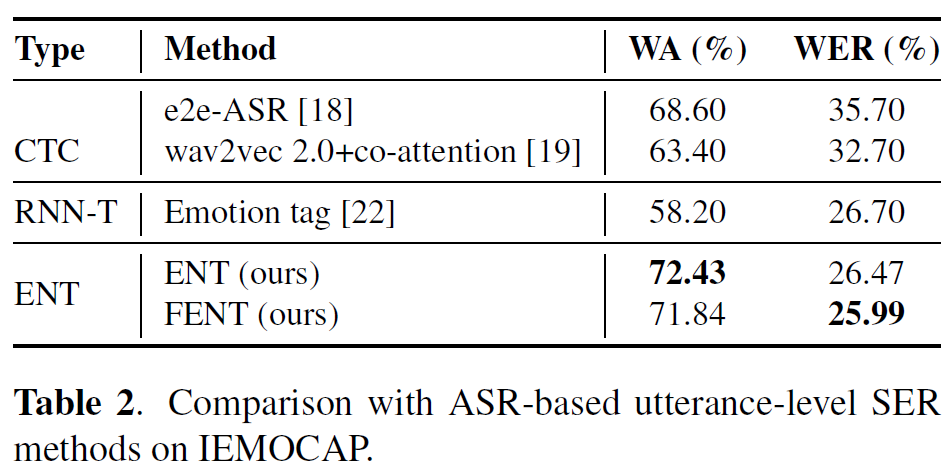 Type Method WA (%) WER (%)
e2e-ASR [18] 68.60 35.70
CTC wav2vec 2.0+co-attention [19] 63.40 32.70
RNN-T Emotion tag [22] 58.20 26.70
ENT (ours) 72.43 26.47
ENT
FENT (ours) 71.84 25.99
Table 2. Comparison with ASR-based utterance-level SER
methods on IEMOCAP.